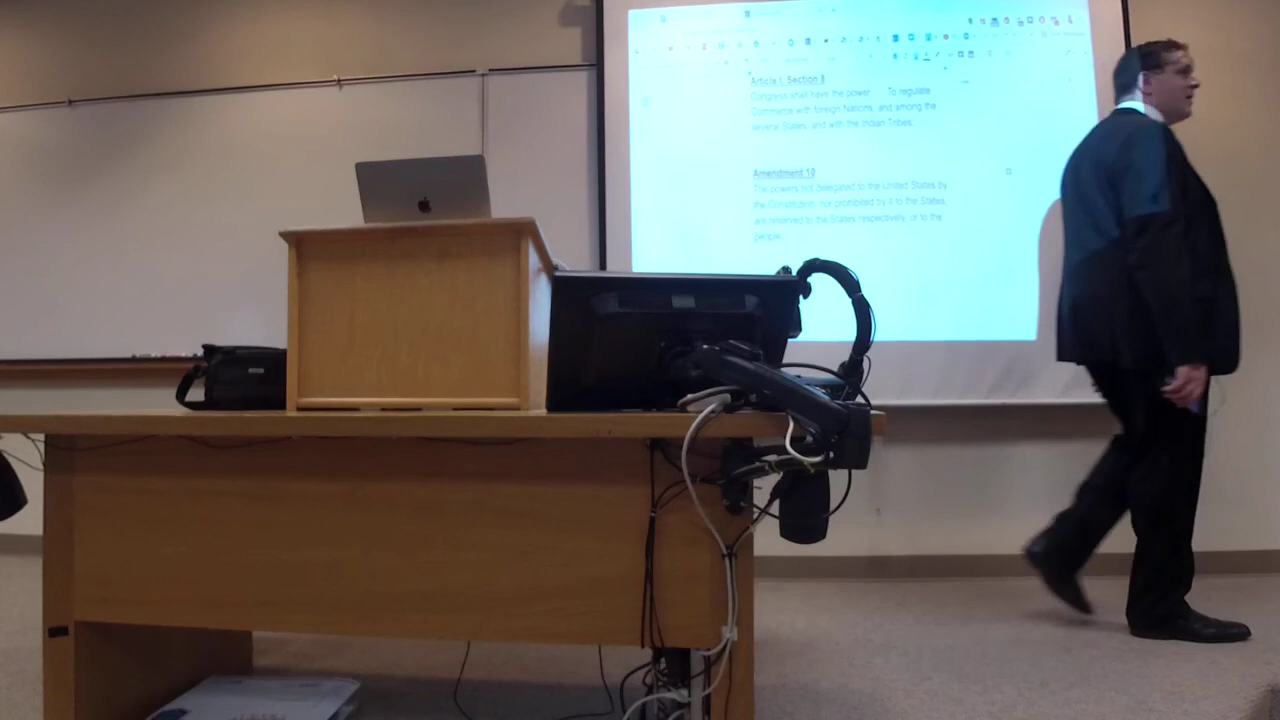 Article I, Section 8
Congress shall have the power To regulate
Commerce with foreign Nations, and among the
several States, and with the Indian Tribes;
Amendment 10
The powers not delegated to the United States by
the Constitution, nor prohibited by it to the States,
are reserved to the States respectively, or to the
people.